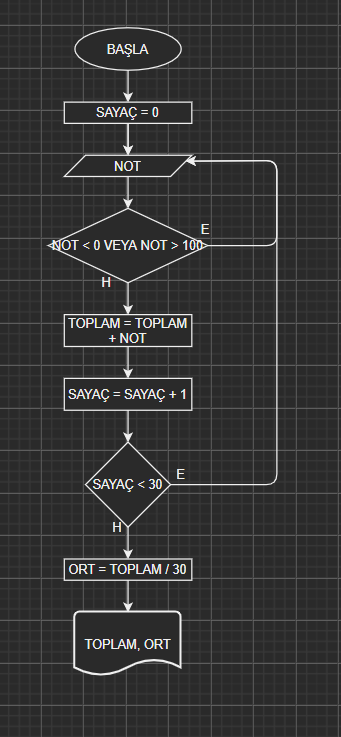 BAŞLA
SAYAÇ = 0
NOT
E
NOT < 0 VEYA NOT > 100
H
TOPLAM = TOPLAM
+ NOT
SAYAÇ = SAYAÇ + 1
E
SAYAÇ < 30
H
ORT = TOPLAM / 30
TOPLAM, ORT